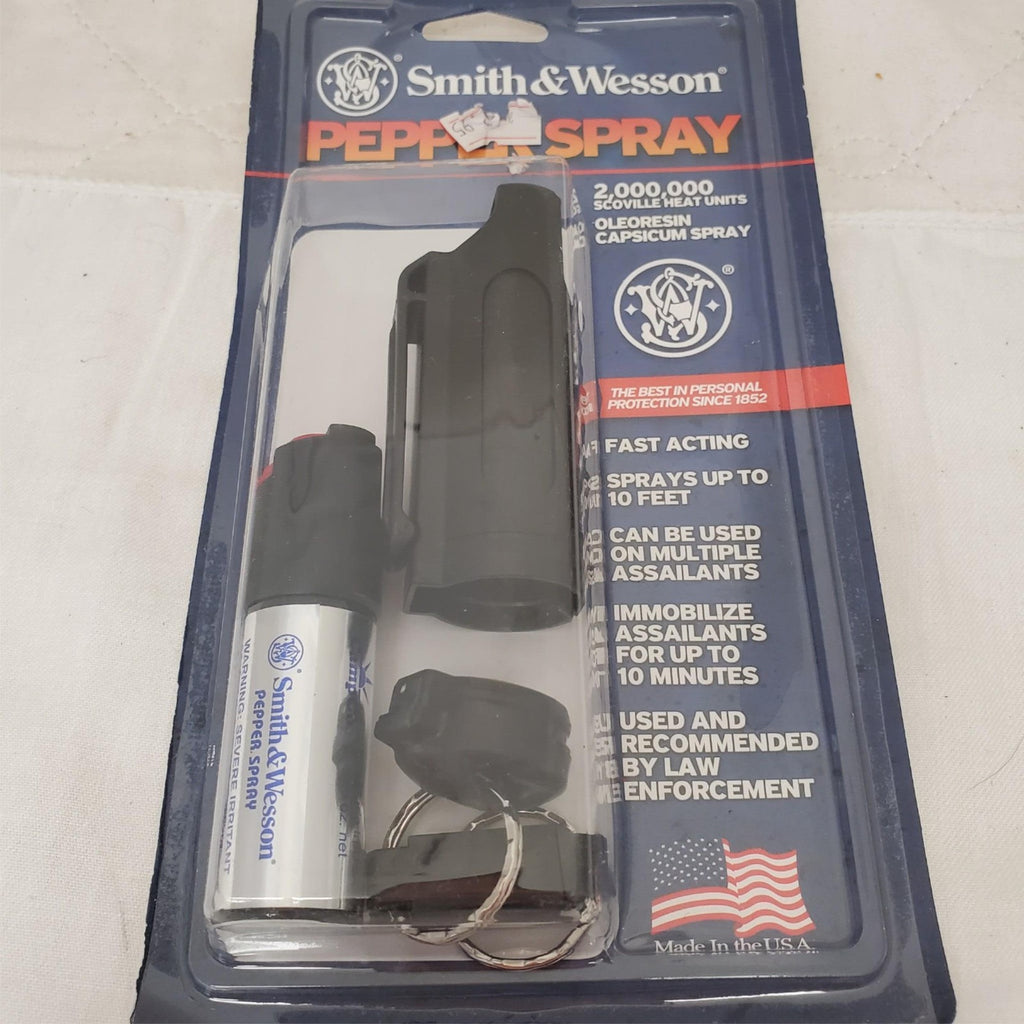 Smith & Wesson®
PEPPER SPRAY
2,000,000
SCOVILLE HEAT UNITS
OLEORESIN
CAPSICUM SPRAY
THE BEST IN PERSONAL
PROTECTION SINCE 1852
FAST ACTING
SPRAYS UP TO
10 FEET
CAN BE USED
ON MULTIPLE
ASSAILANTS
IMMOBILIZE
ASSAILANTS
FOR UP TO
10 MINUTES
USED AND
RECOMMENDED
BY LAW
ENFORCEMENT
Made In the U.S.A.
Smith & Wesson®
PEPPER SPRAY
WARNING: SEVERE IRRITANT